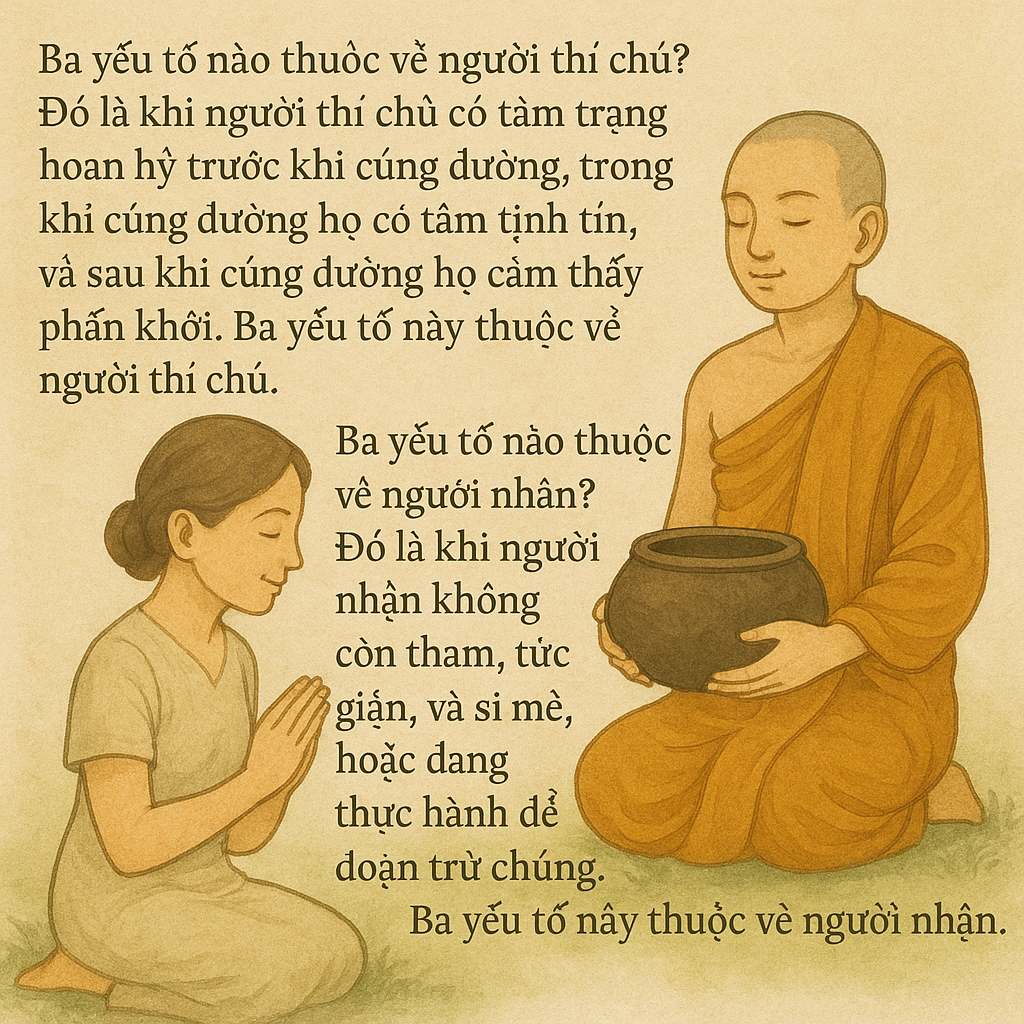 Ba yếu tố nào thuôc về người thí chú?
Đó là khi người thí chủ có tàm trạng
hoan hỷ trước khi cúng đường, trong
khỉ cúng đường họ có tâm tịnh tín,
và sau khi cúng đường họ cảm thấy
phấn khởi. Ba yếu tố này thuộc về
người thí chú.
Ba yếu tố nào thuộc
vê người nhân?
Đó là khi người
nhận không
còn tham, tức
giận, và si mè,
hoặc đang
thực hành để
đoạn trừ chúng.
Ba yếu tố nây thuộc vè người nhận.